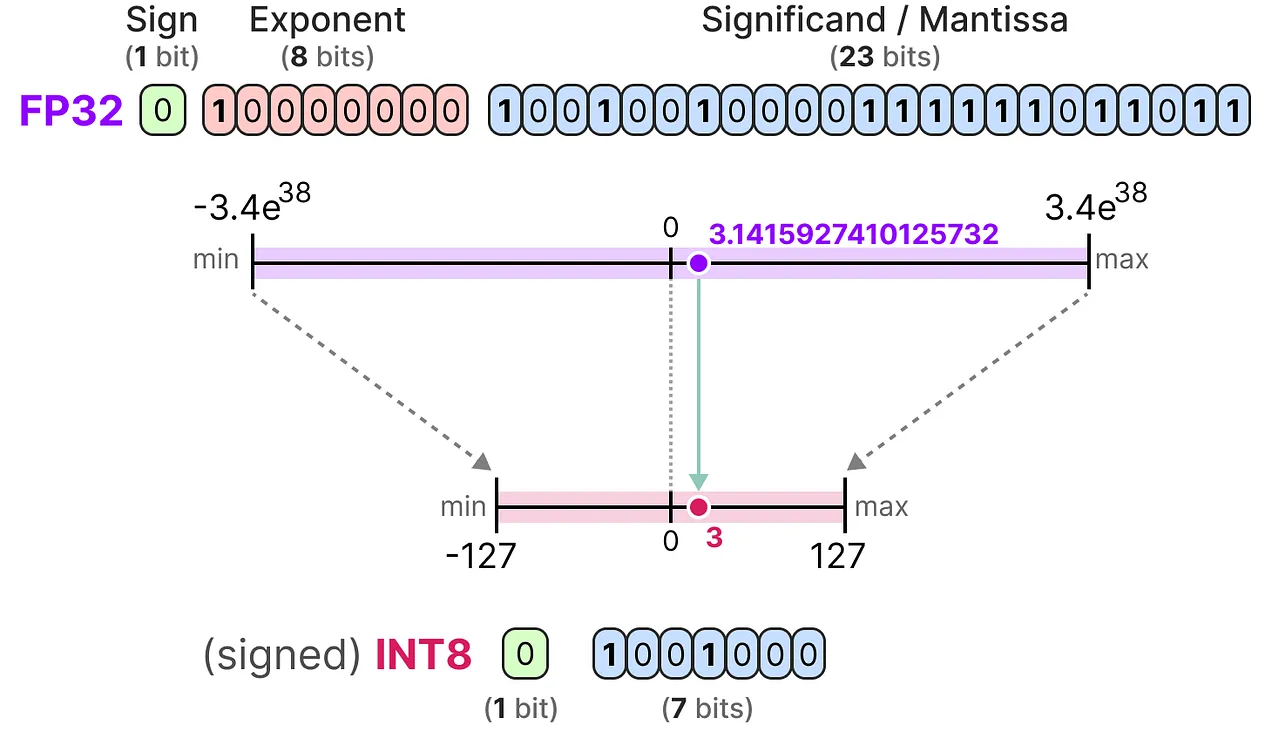 Sign Exponent Significand / Mantissa
(1 bit) (8 bits) (23 bits)
FP32 0 10000000 10010010000111111011011
-3.4e38 3.4e38
0 3.1415927410125732
min max
min max
-127 0 3 127
(signed) INT8 0 1001000
(1 bit) (7 bits)